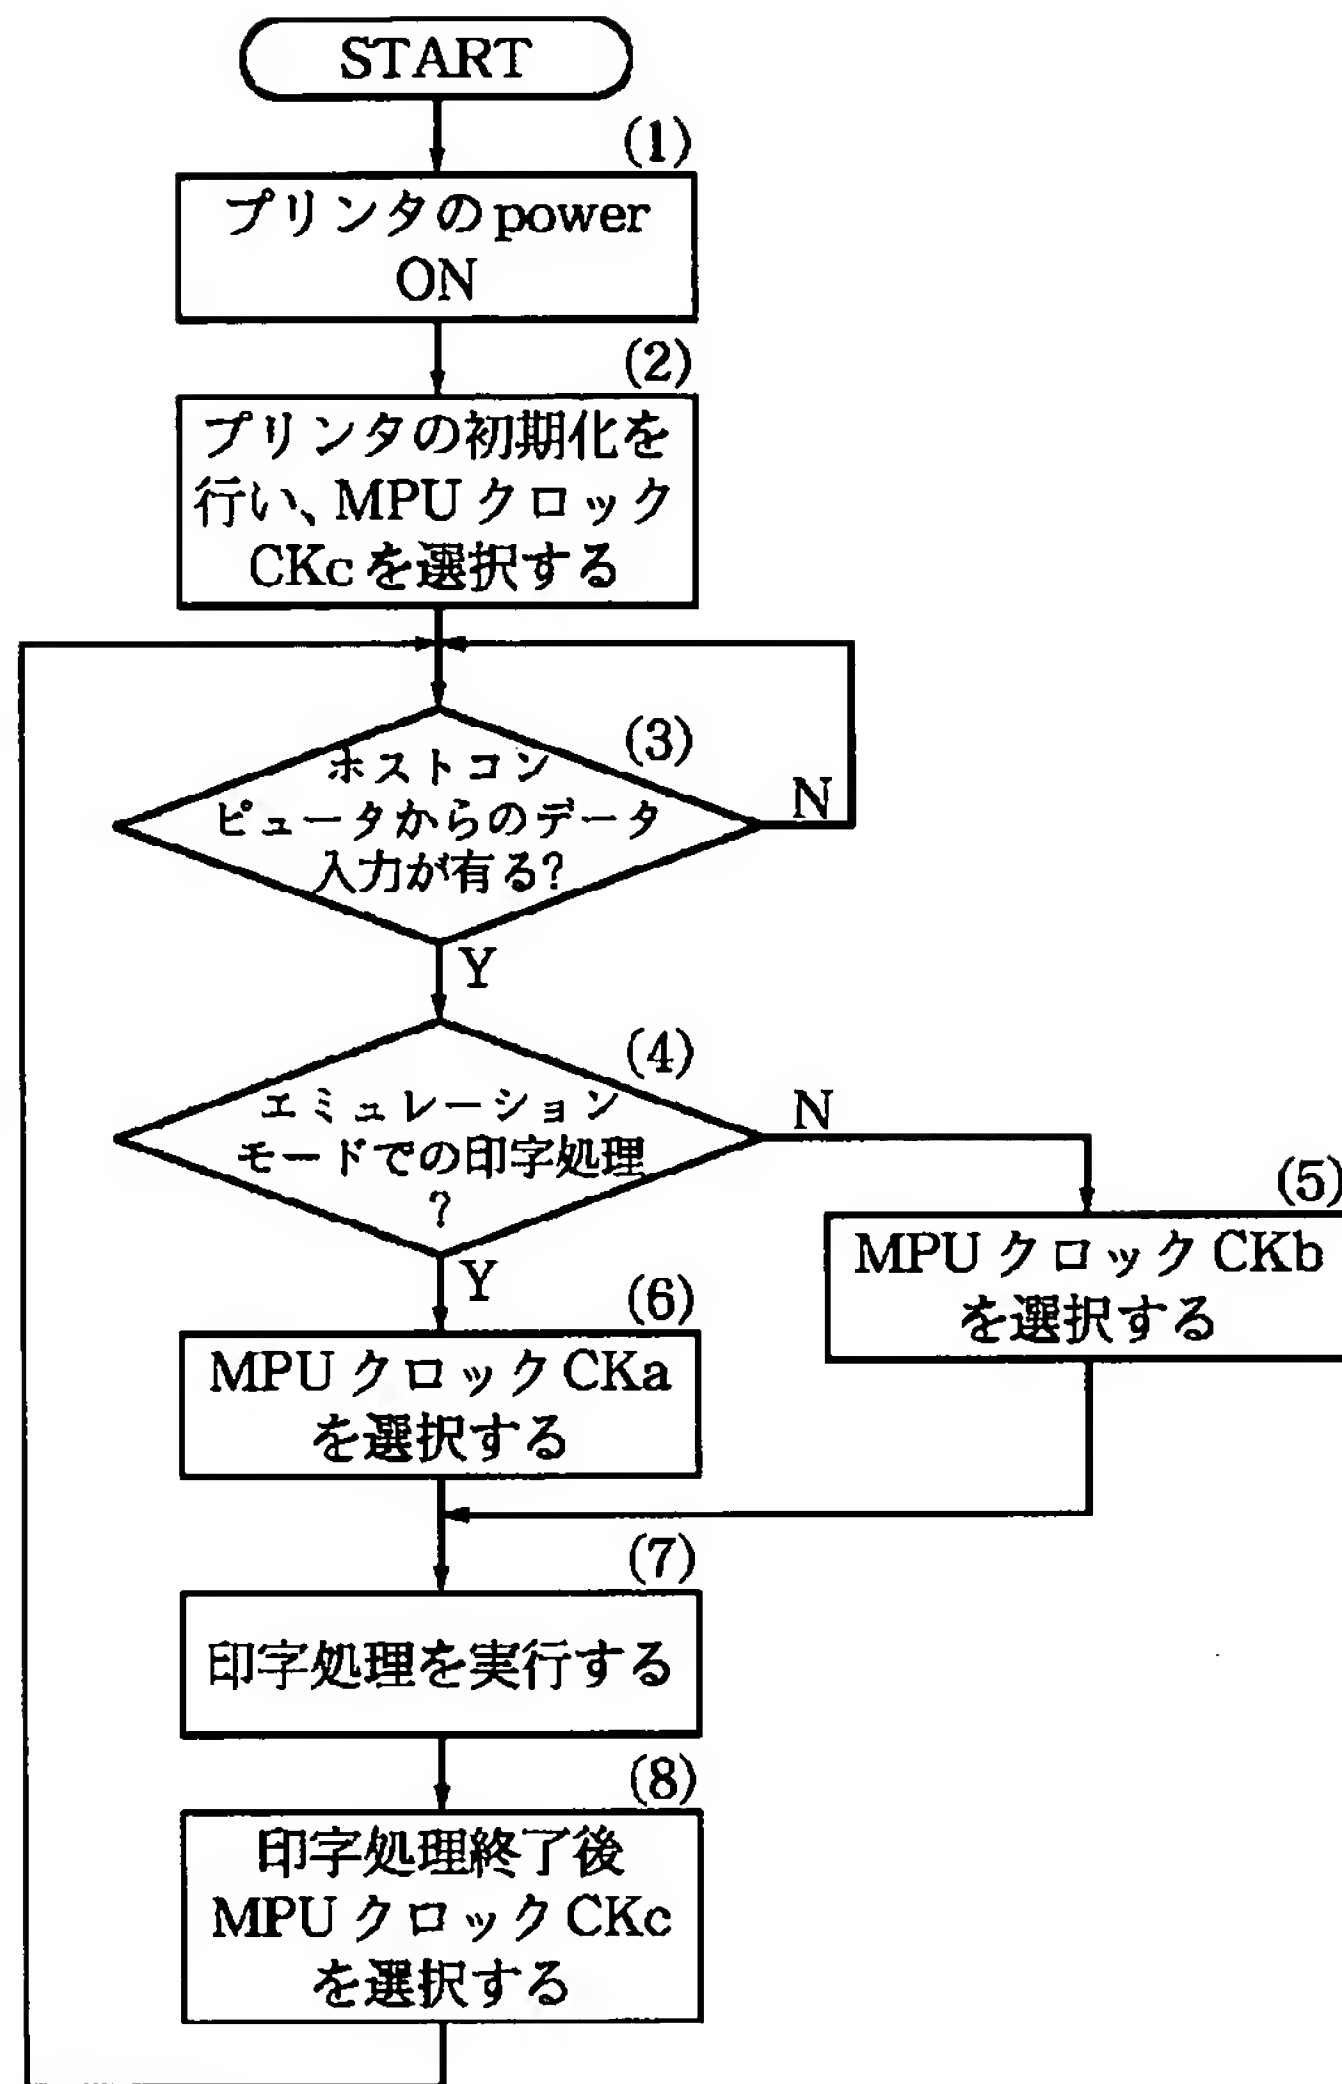 START
(1)
プリンタのpower
ON
(2)
プリンタの初期化を
行い、MPUクロック
CKcを選択する
(3)
ホストコン
ピュータからのデータ
入力が有る?
N
Y
(4)
エミュレーション
モードでの印字処理
?
N
Y
(5)
MPUクロックCKb
を選択する
(6)
MPUクロックCKa
を選択する
(7)
印字処理を実行する
(8)
印字処理終了後
MPUクロックCKc
を選択する